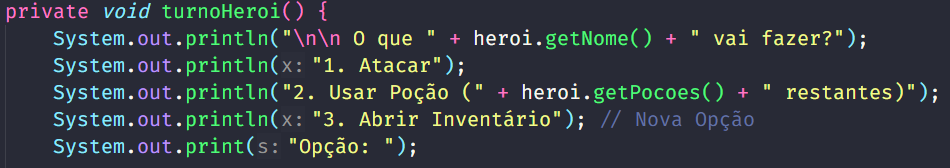 private void turnoHeroi() {
    System.out.println("\n\n O que " + heroi.getNome() + " vai fazer?");
    System.out.println(x: "1. Atacar");
    System.out.println("2. Usar Poção (" + heroi.getPocoes() + " restantes)");
    System.out.println(x: "3. Abrir Inventário"); // Nova Opção
    System.out.print(s: "Opção: ");